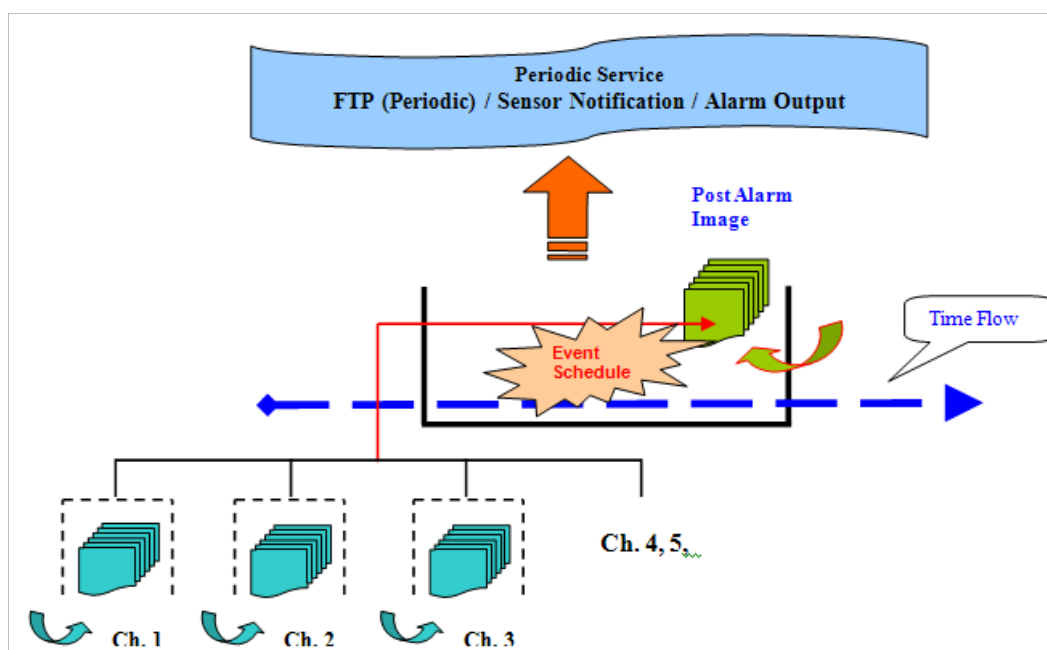 Periodic Service
FTP (Periodic) / Sensor Notification / Alarm Output
Post Alarm
Image
Time Flow
Event
Schedule
Ch. 4, 5,
Ch. 1
Ch. 2
Ch. 3